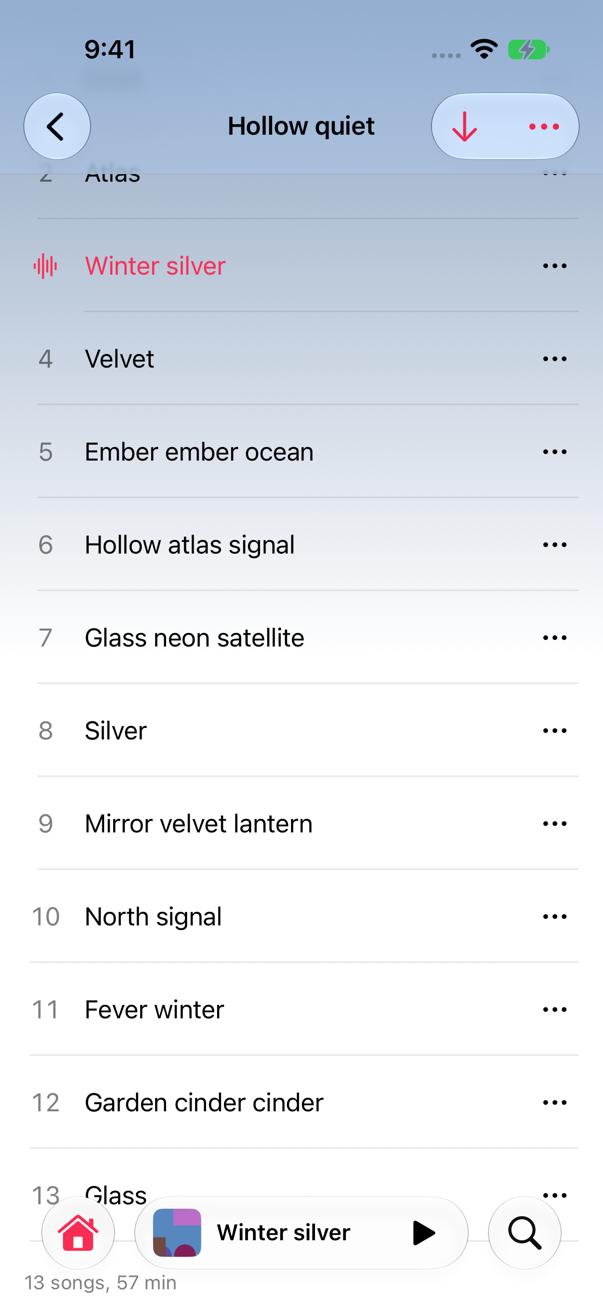 9:41
Hollow quiet
2 Atlas
Winter silver
4 Velvet
5 Ember ember ocean
6 Hollow atlas signal
7 Glass neon satellite
8 Silver
9 Mirror velvet lantern
10 North signal
11 Fever winter
12 Garden cinder cinder
13 Glass
Winter silver
13 songs, 57 min